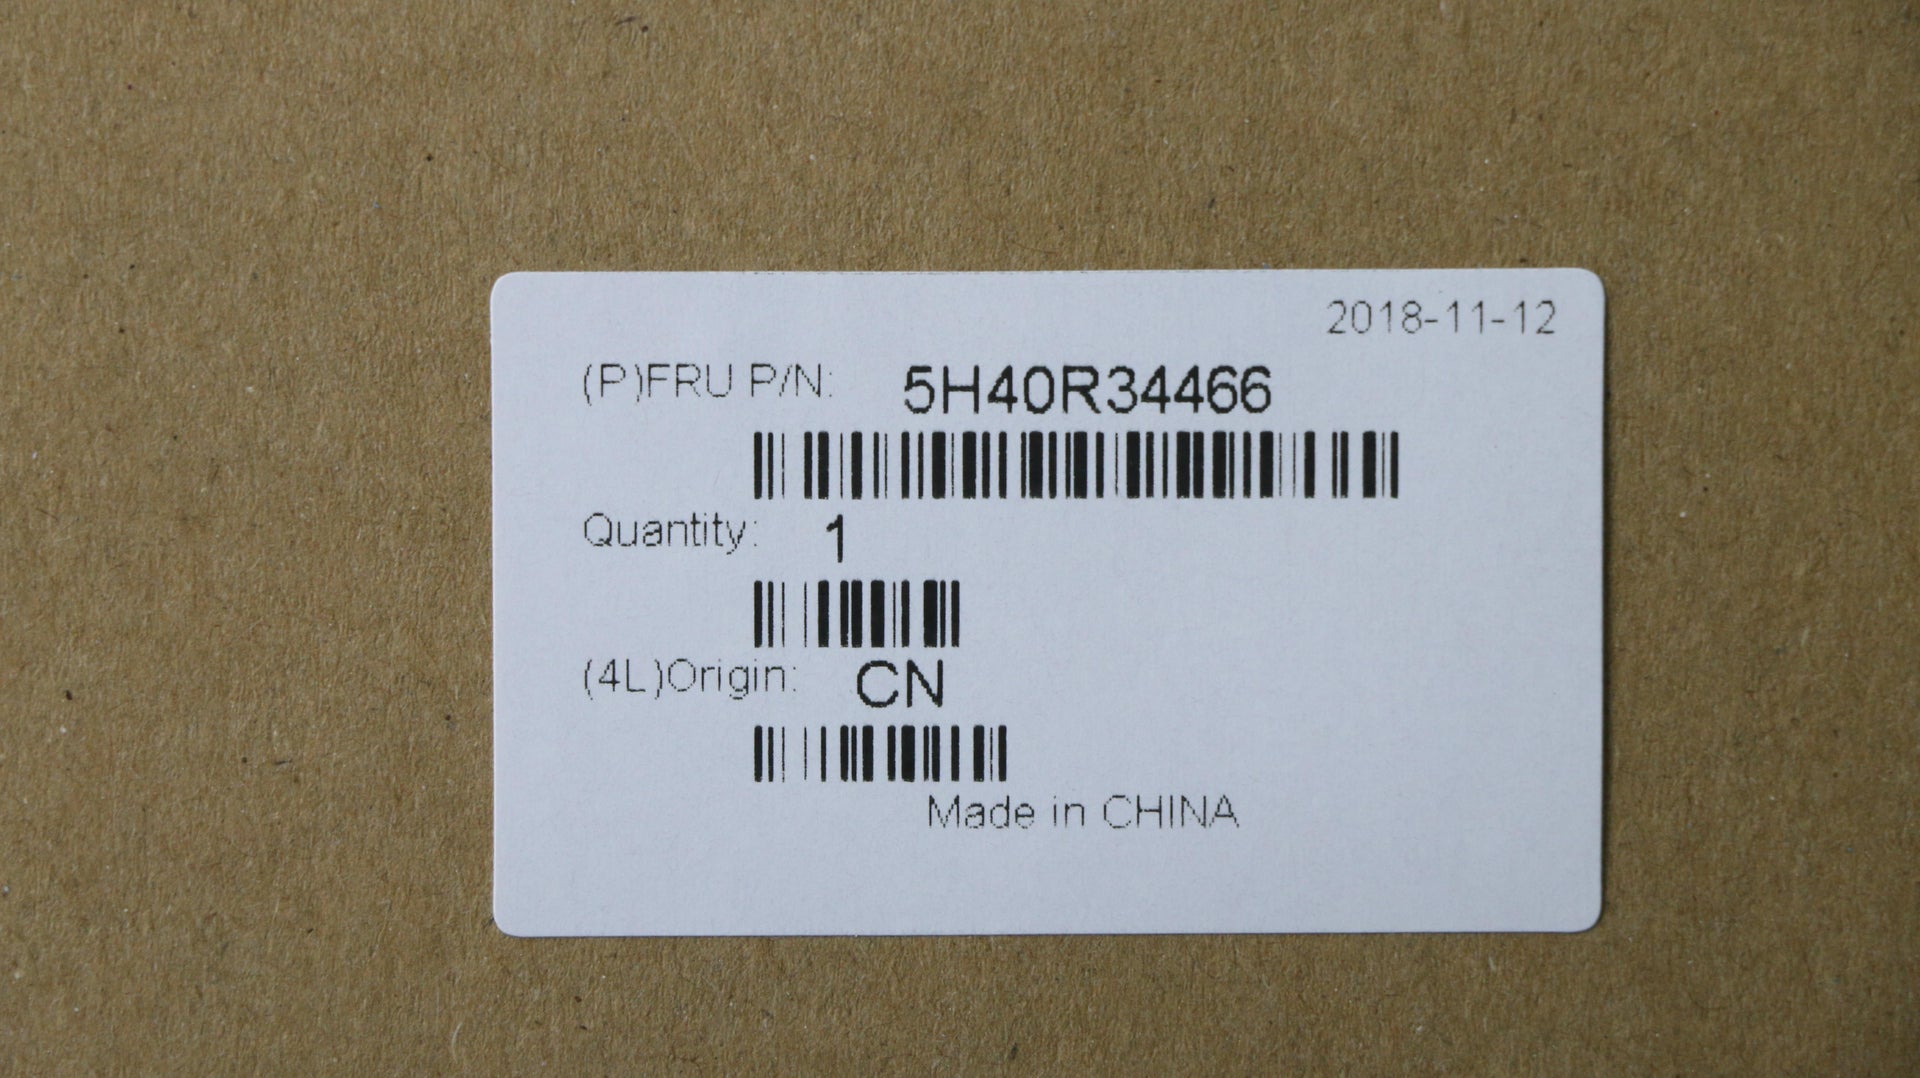 2018-11-12
(P)FRU P/N: 5H40R34466
Quantity: 1
(4L)Origin: CN
Made in CHINA